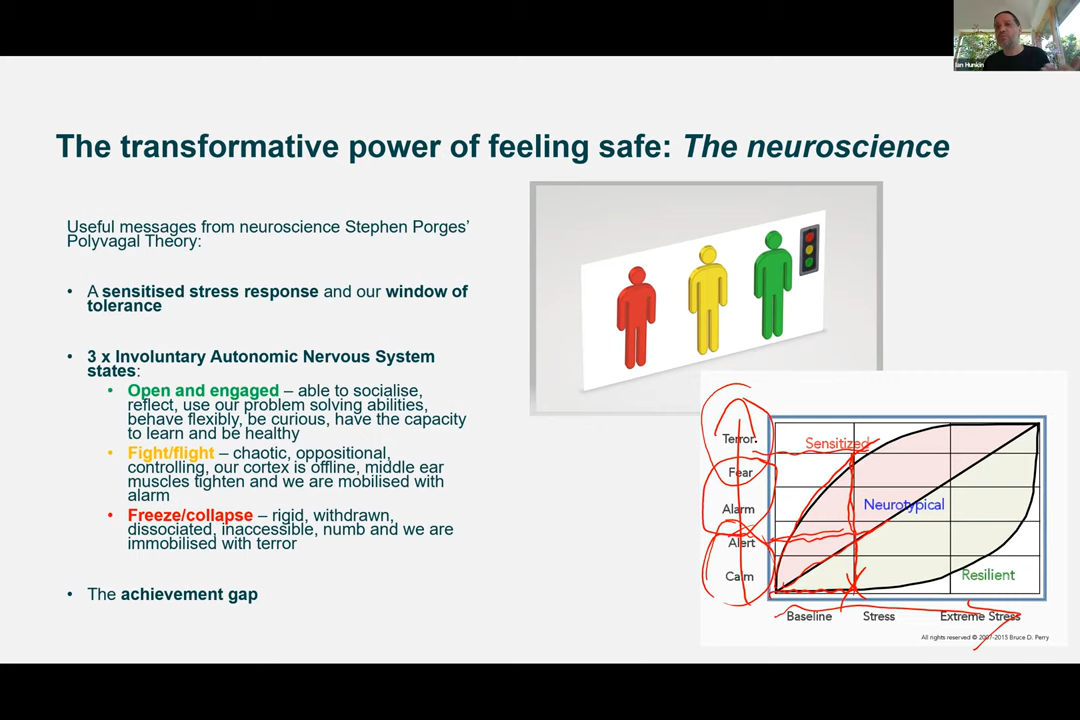 Ian Hunkin
The transformative power of feeling safe: The neuroscience
Useful messages from neuroscience Stephen Porges’
Polyvagal Theory:
• A sensitised stress response and our window of
tolerance
• 3 x Involuntary Autonomic Nervous System
states:
• Open and engaged – able to socialise,
reflect, use our problem solving abilities,
behave flexibly, be curious, have the capacity
to learn and be healthy
• Fight/flight – chaotic, oppositional,
controlling, our cortex is offline, middle ear
muscles tighten and we are mobilised with
alarm
• Freeze/collapse – rigid, withdrawn,
dissociated, inaccessible, numb and we are
immobilised with terror
• The achievement gap
Terror
Fear
Alarm
Alert
Calm
Sensitized
Neurotypical
Resilient
Baseline Stress Extreme Stress
All rights reserved © 2007-2015 Bruce D. Perry